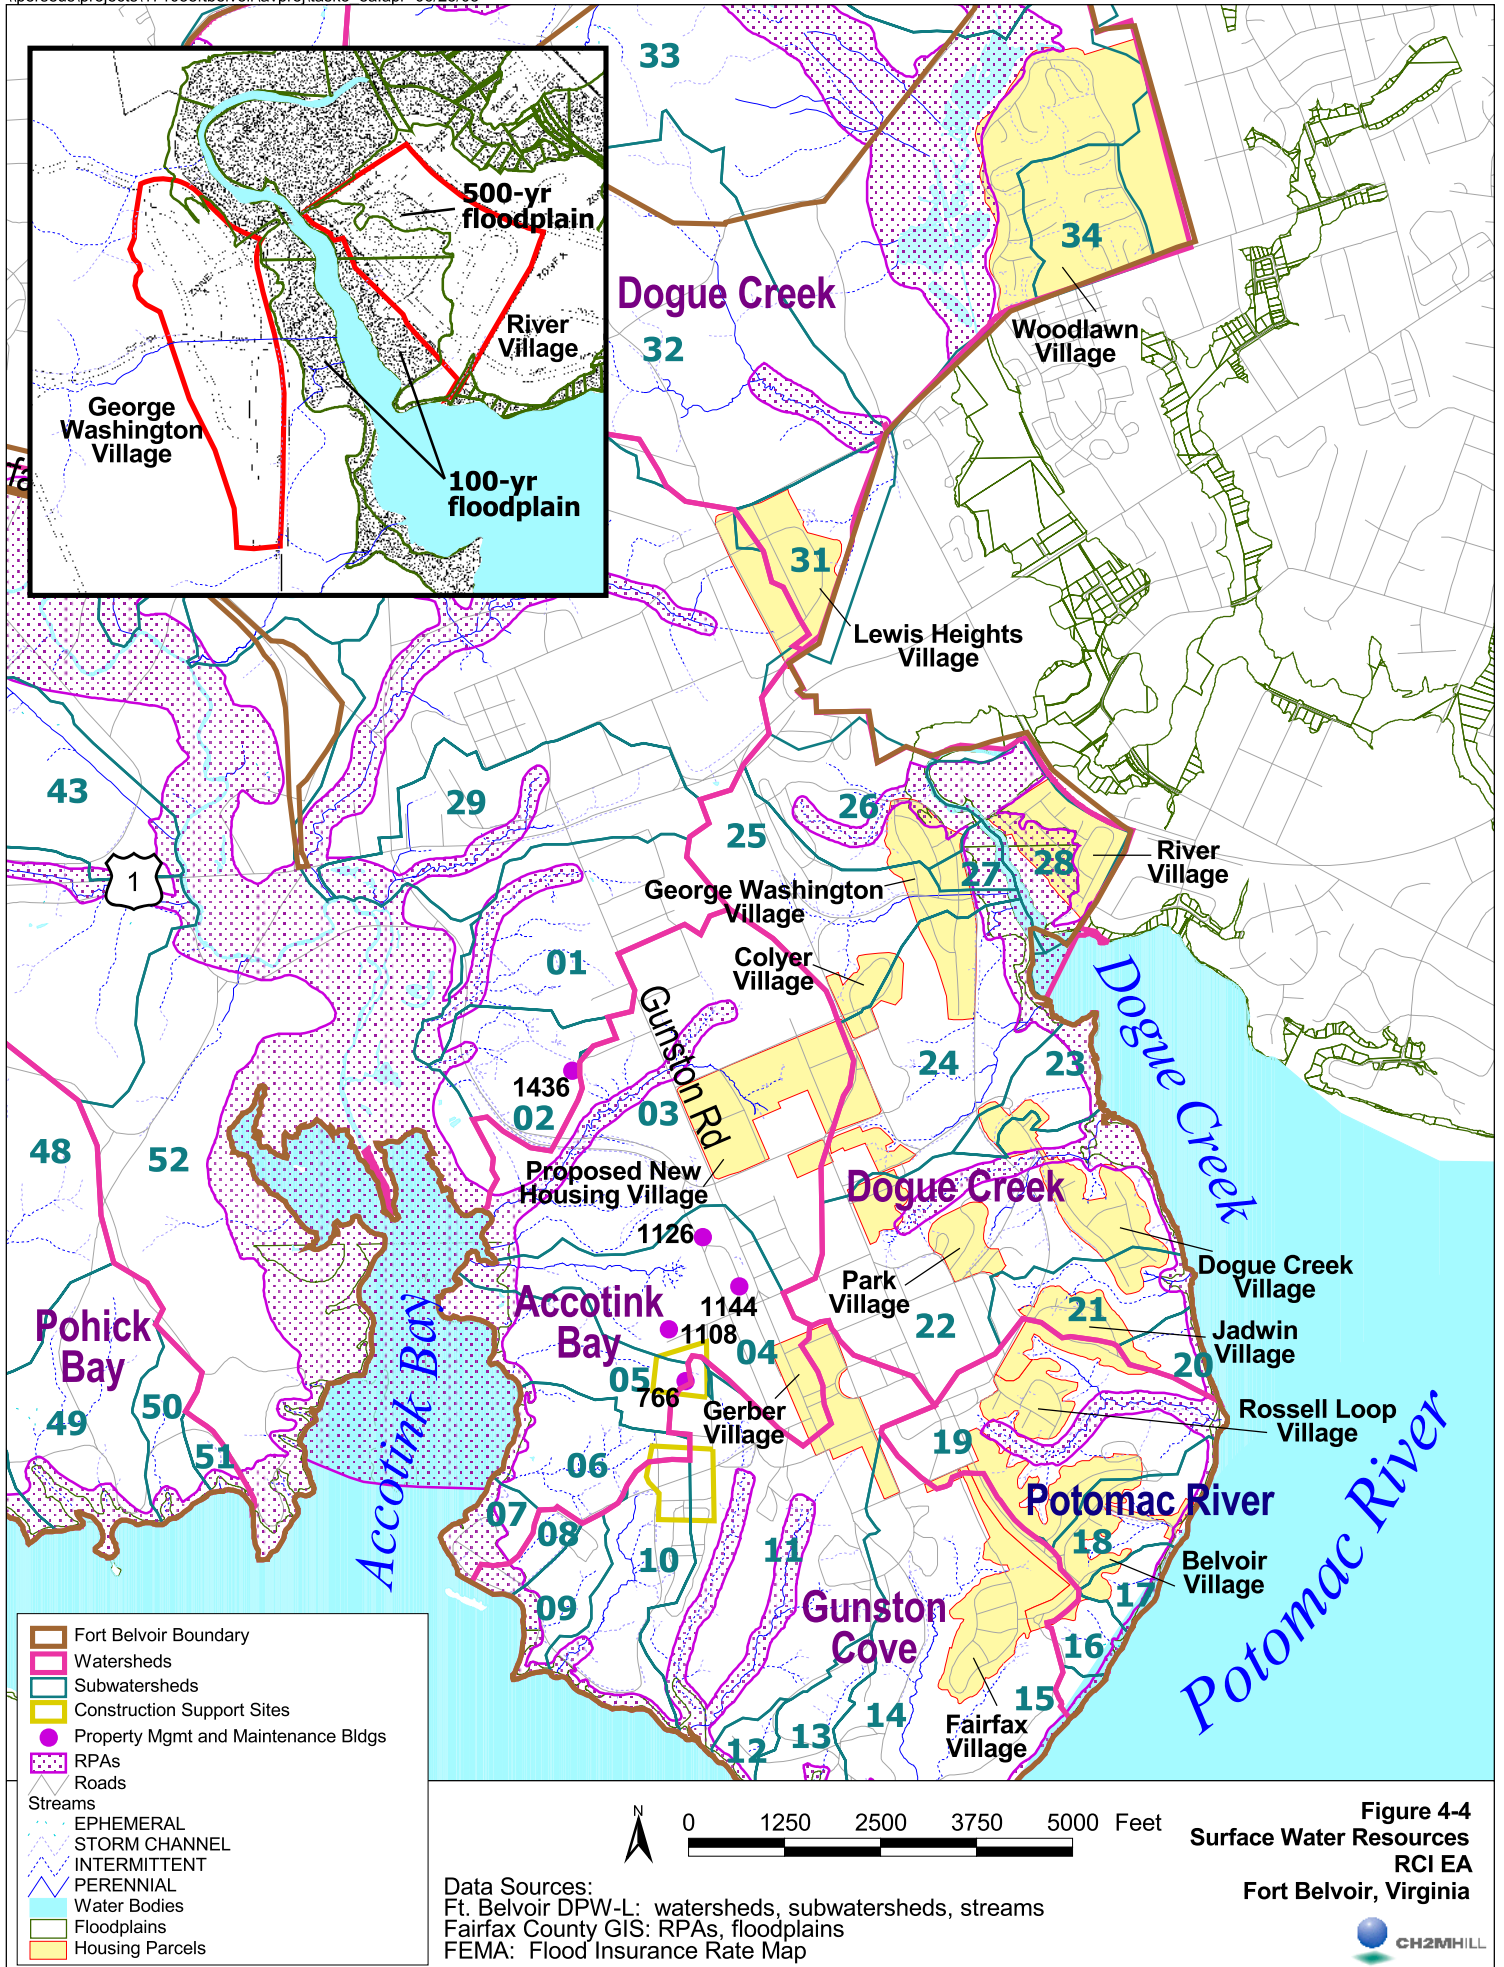 33
500-yr
floodplain
River
Village
George
Washington
Village
100-yr
floodplain
ZONE A
34
Dogue Creek
32
Woodlawn
Village
31
Lewis Heights
Village
43
29
26
25
1
27
28
River
Village
George Washington
Village
01
Colyer
Village
Dogue Creek
Gunston Rd
24
23
1436
02
03
48
52
Proposed New
Housing Village
Dogue Creek
1126
Dogue Creek
Village
Park
Village
Accotink
Bay
1144
1108
Pohick
Bay
Accotink Bay
22
21
Jadwin
Village
04
05
20
766
Gerber
Village
Rossell Loop
Village
49
50
51
19
06
Potomac River
Potomac River
07
08
18
10
11
Belvoir
Village
17
09
Gunston
Cove
16
15
14
13
12
Fairfax
Village
Fort Belvoir Boundary
Watersheds
Subwatersheds
Construction Support Sites
Property Mgmt and Maintenance Bldgs
RPAs
Roads
Streams
EPHEMERAL
STORM CHANNEL
INTERMITTENT
PERENNIAL
Water Bodies
Floodplains
Housing Parcels
N
0 1250 2500 3750 5000 Feet
Data Sources:
Ft. Belvoir DPW-L: watersheds, subwatersheds, streams
Fairfax County GIS: RPAs, floodplains
FEMA: Flood Insurance Rate Map
Figure 4-4
Surface Water Resources
RCI EA
Fort Belvoir, Virginia
CH2MHILL